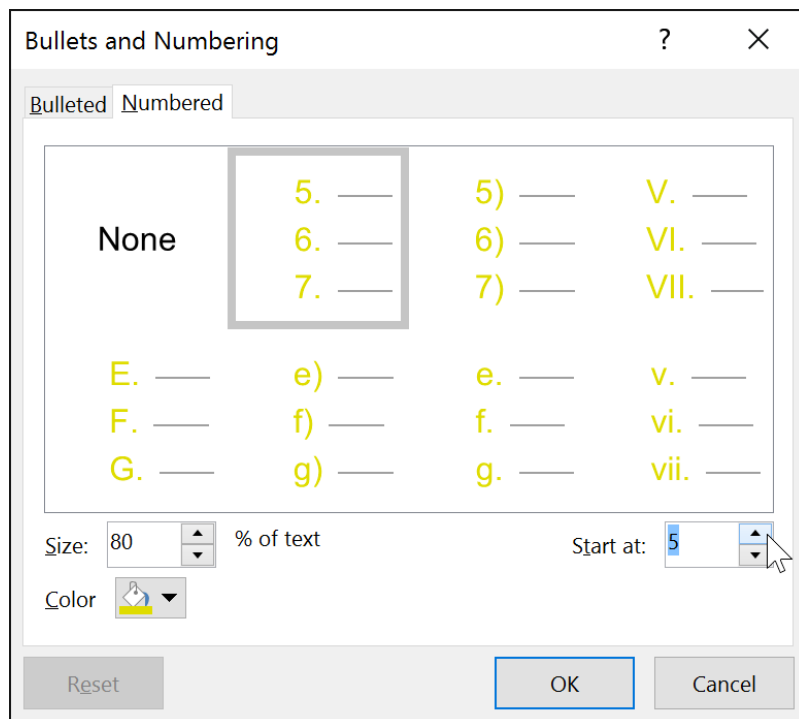 Bullets and Numbering ?
Bulleted Numbered
None
5.
6.
7.
5)
6)
7)
V.
VI.
VII.
E.
F.
G.
e)
f)
g)
e.
f.
g.
v.
vi.
vii.
Size: 80 % of text Start at: 5
Color
Reset OK Cancel